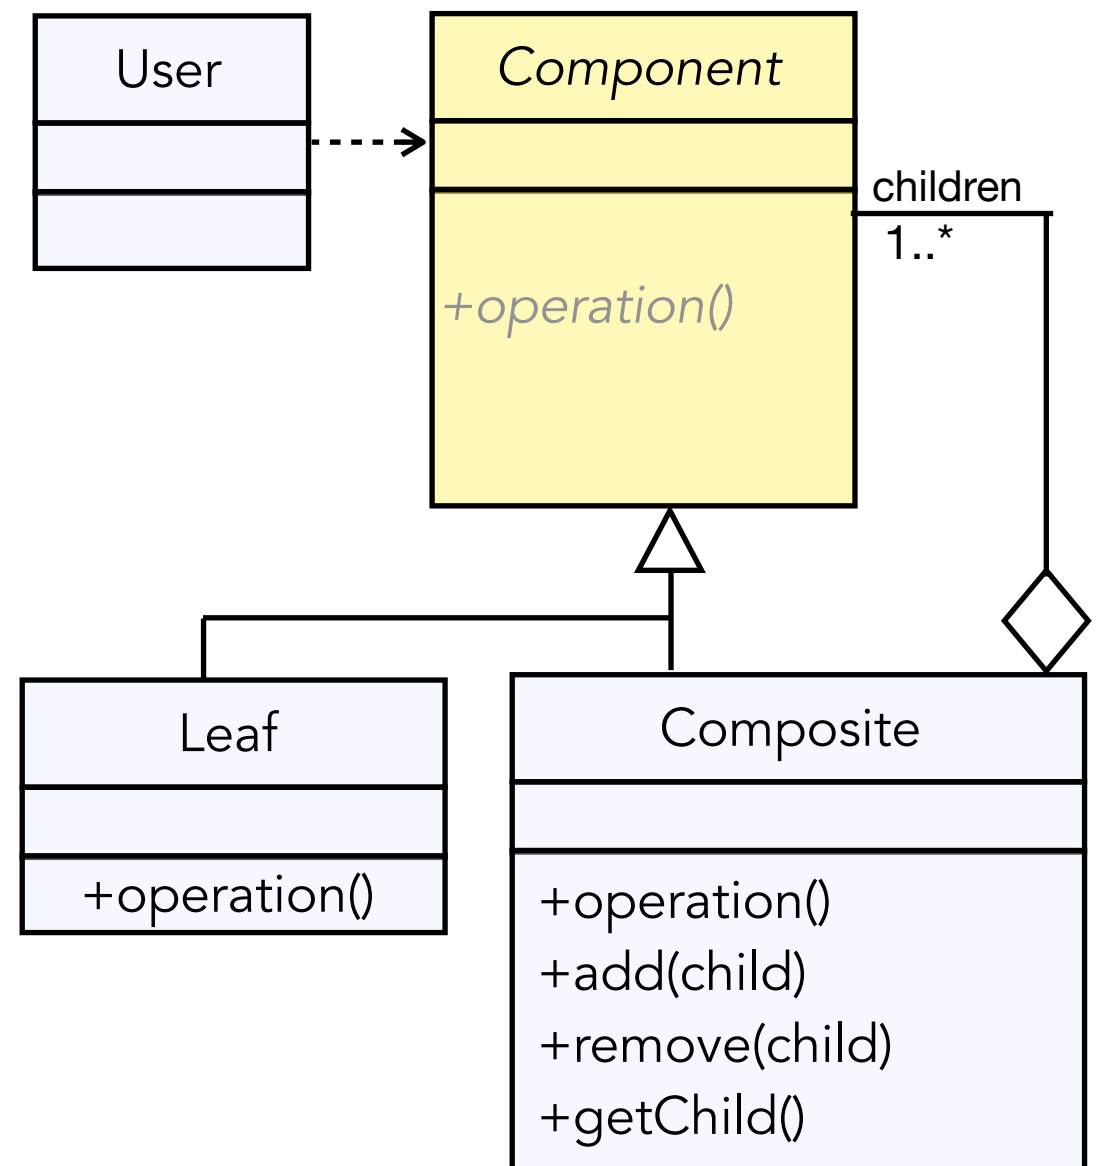 User
Component
children
1..*
+operation()
Leaf
Composite
+operation()
+operation()
+add(child)
+remove(child)
+getChild()